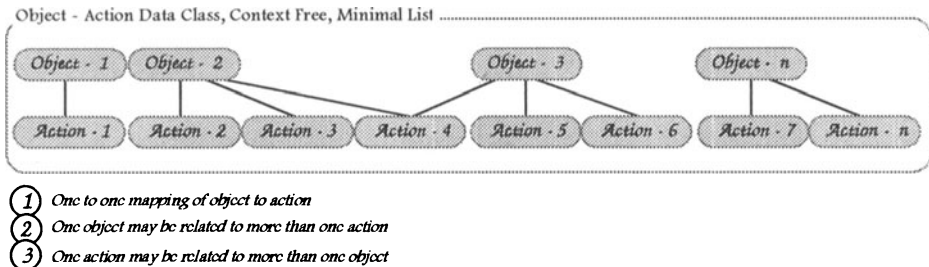 Object - Action Data Class, Context Free, Minimal List
Object - 1 Object - 2 Object - 3 Object - n
Action - 1 Action - 2 Action - 3 Action - 4 Action - 5 Action - 6 Action - 7 Action - n
1 One to one mapping of object to action
2 One object may be related to more than one action
3 One action may be related to more than one object